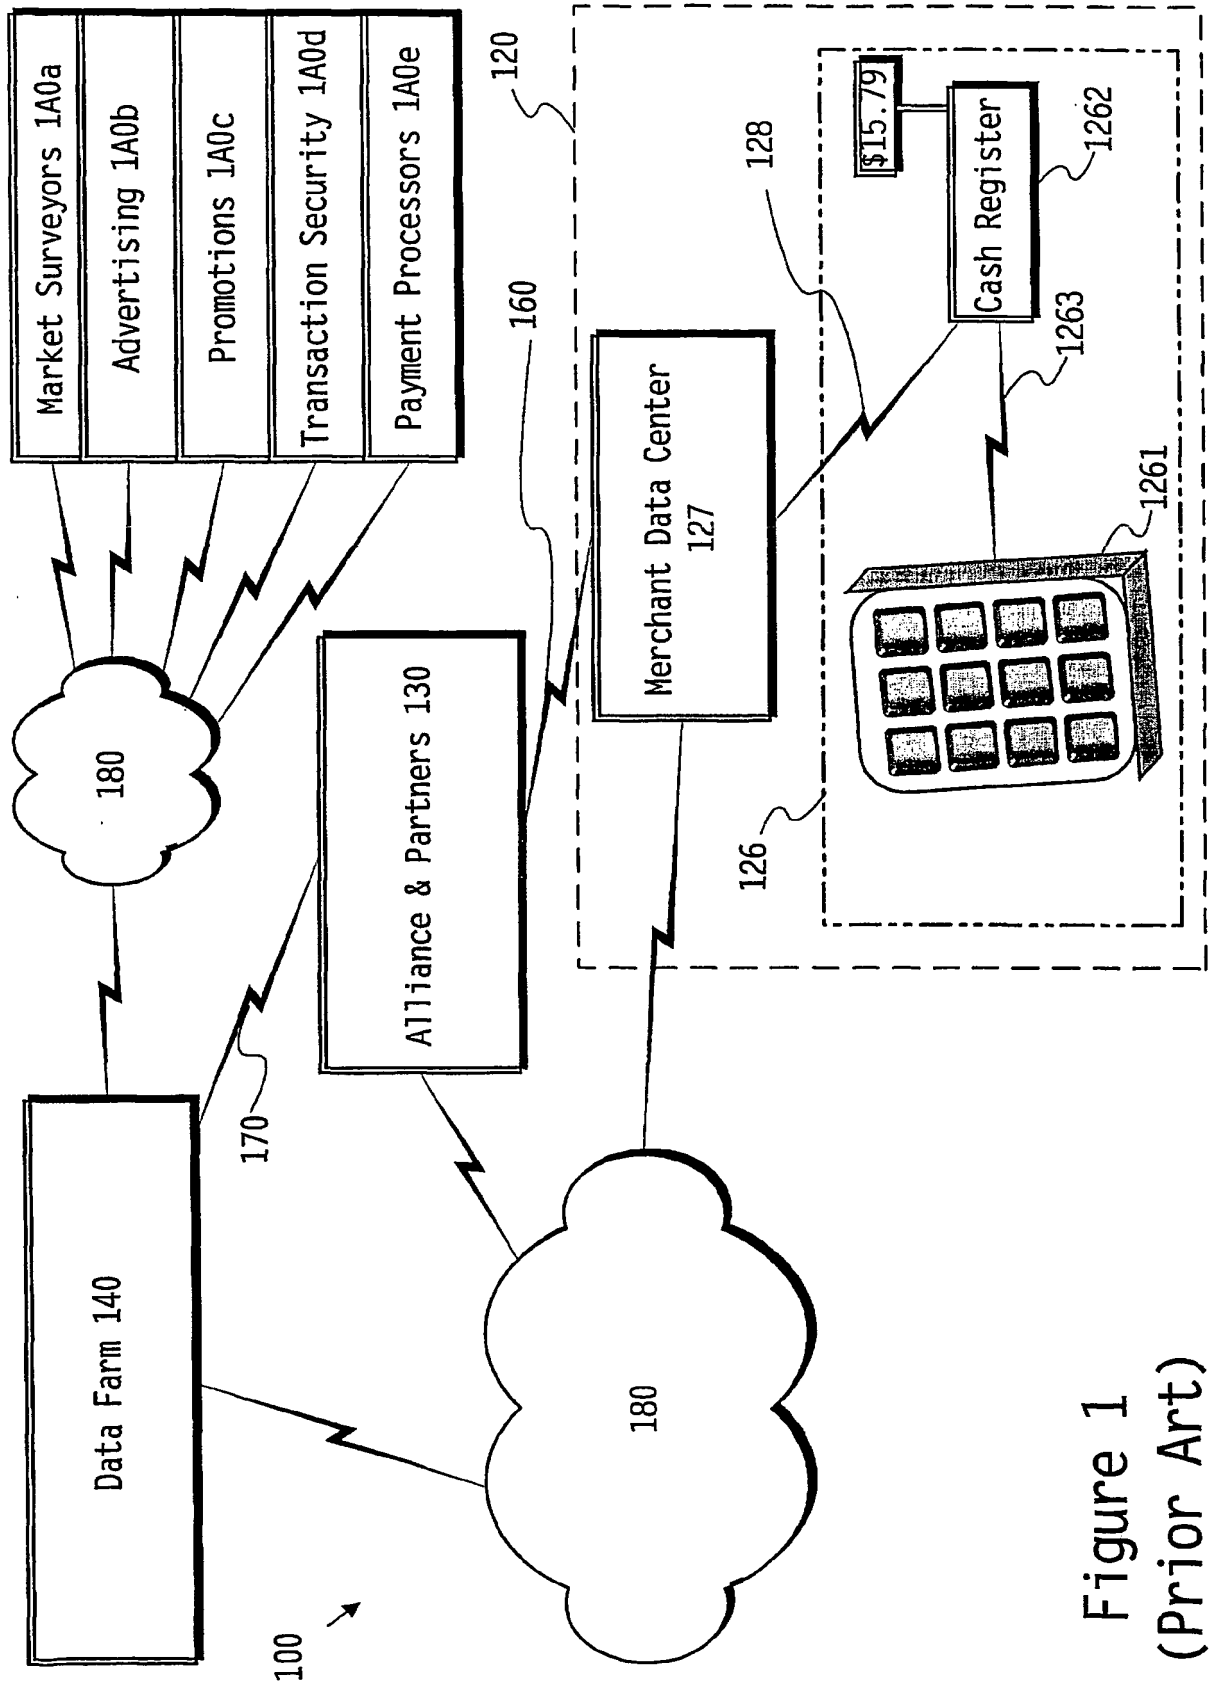 Market Surveyors 1A0a
Advertising 1A0b
Promotions 1A0c
Transaction Security 1A0d
Payment Processors 1A0e
180
Data Farm 140
170
Alliance & Partners 130
160
120
Merchant Data Center
127
128
$15.79
Cash Register
1262
1263
1261
126
180
100
Figure 1
(Prior Art)